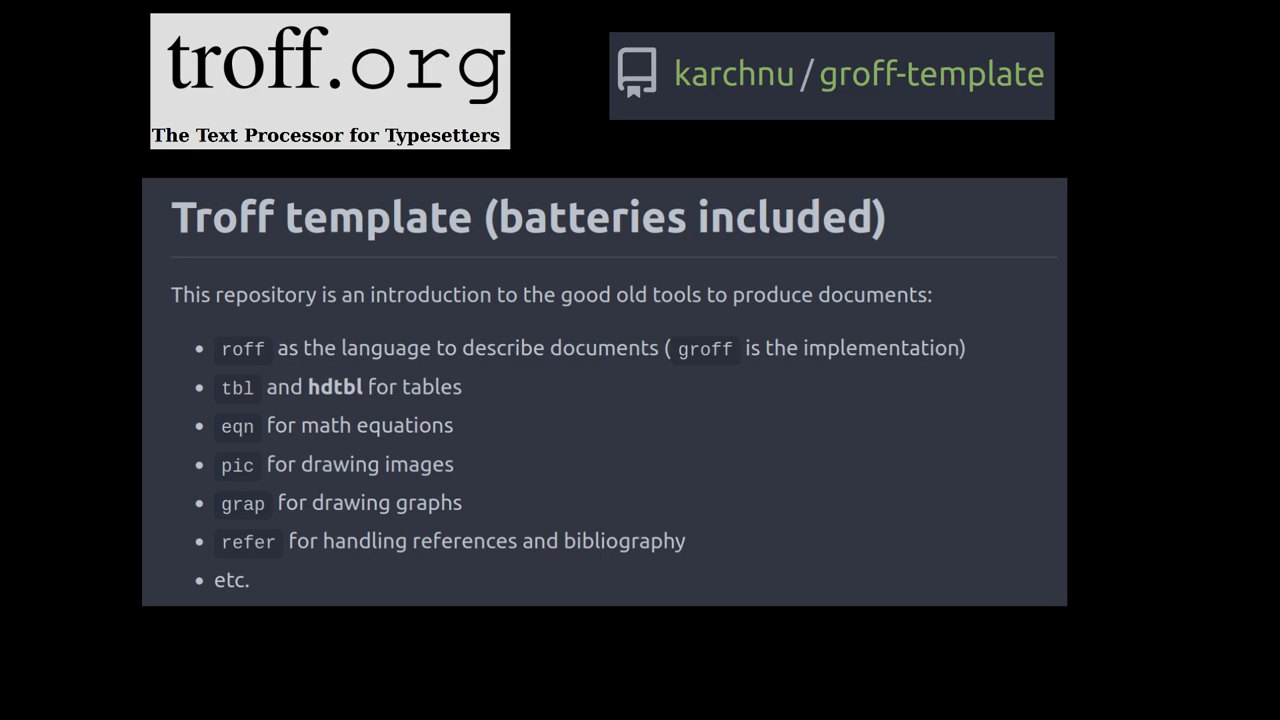 troff.org
The Text Processor for Typesetters
karchnu/groff-template
Troff template (batteries included)
This repository is an introduction to the good old tools to produce documents:
• roff as the language to describe documents ( groff is the implementation)
• tbl and hdtbl for tables
• eqn for math equations
• pic for drawing images
• grap for drawing graphs
• refer for handling references and bibliography
• etc.